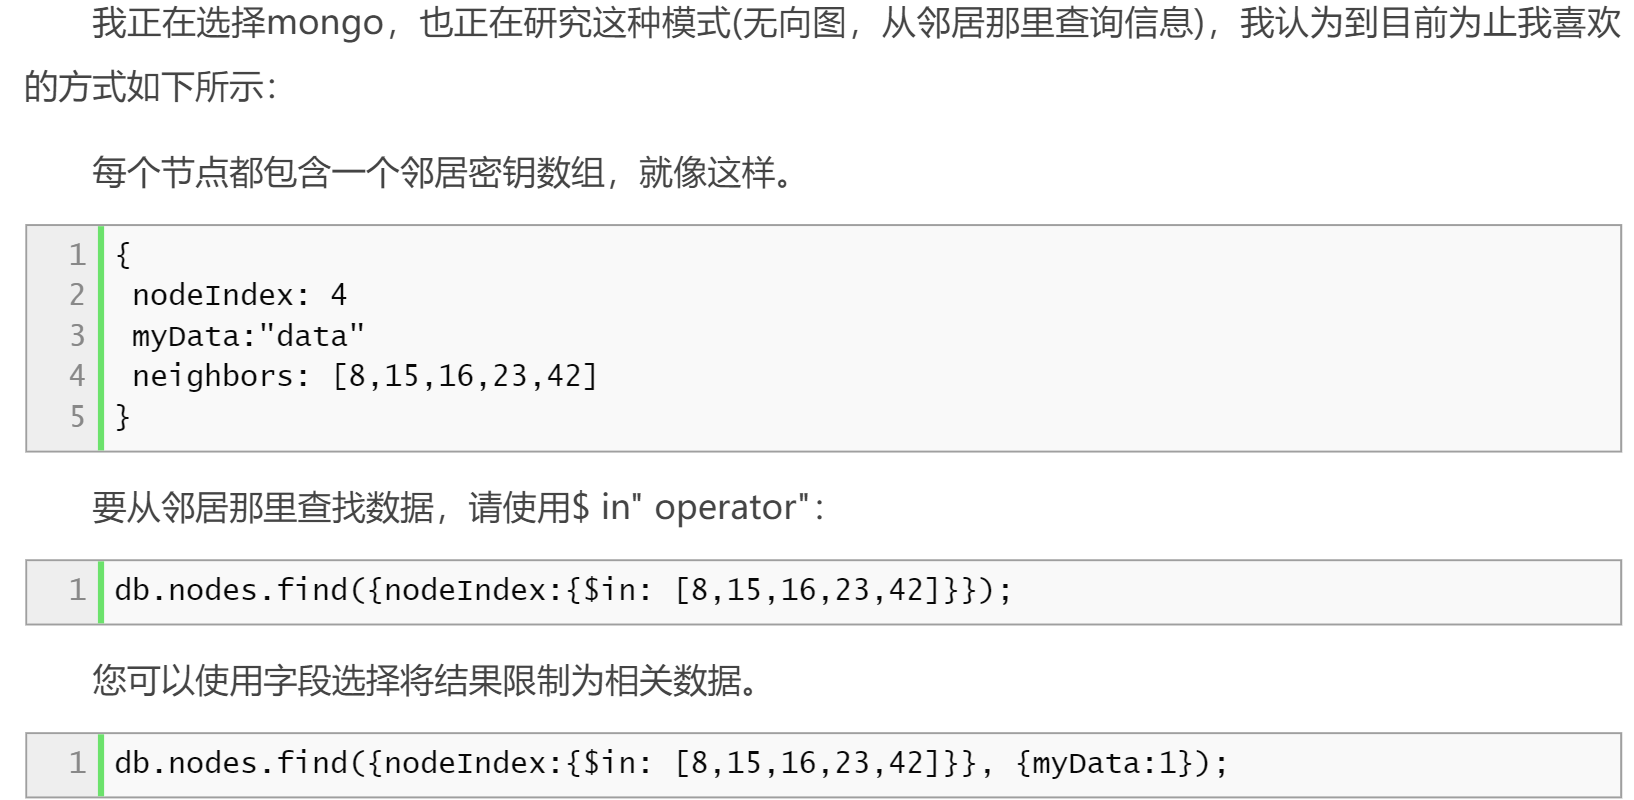 我正在选择mongo，也正在研究这种模式(无向图，从邻居那里查询信息)，我认为到目前为止我喜欢
的方式如下所示：
每个节点都包含一个邻居密钥数组，就像这样。
1 {
2 nodeIndex: 4
3 myData:"data"
4 neighbors: [8,15,16,23,42]
5 }
要从邻居那里查找数据，请使用$ in" operator"：
1 db.nodes.find({nodeIndex:{$in: [8,15,16,23,42]}});
您可以使用字段选择将结果限制为相关数据。
1 db.nodes.find({nodeIndex:{$in: [8,15,16,23,42]}}, {myData:1});